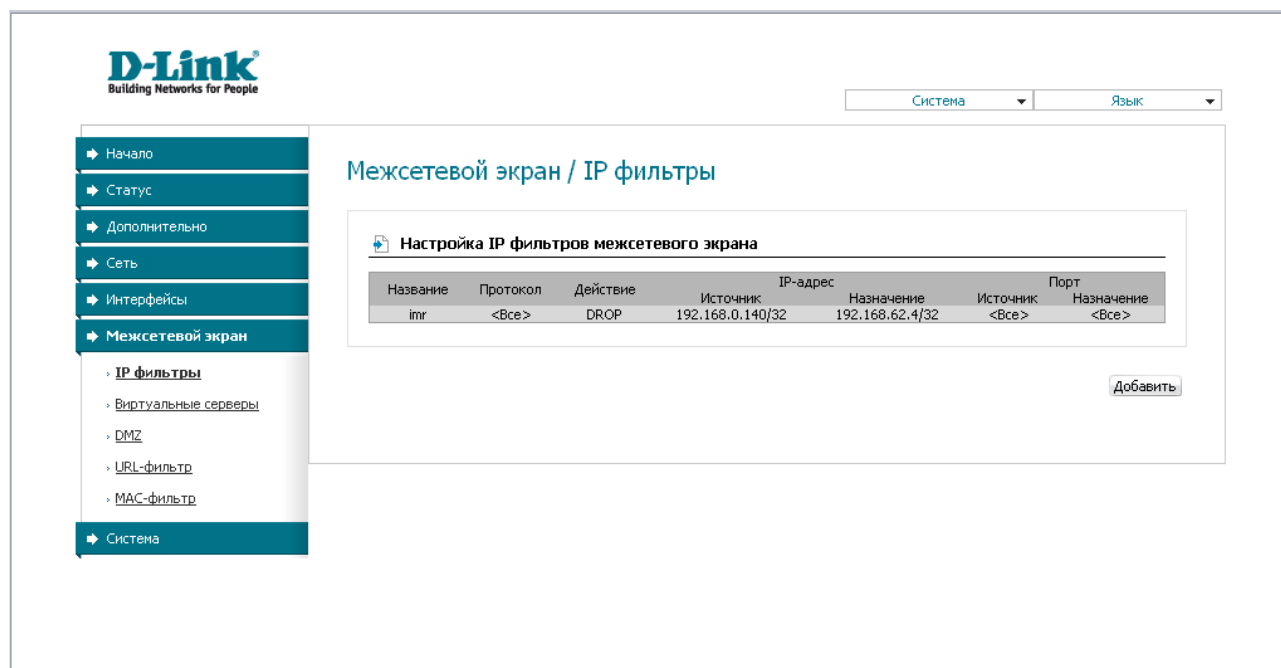 D-Link®
Building Networks for People
Система Язык
Начало
Статус
Дополнительно
Сеть
Интерфейсы
Межсетевой экран
IP фильтры
Виртуальные серверы
DMZ
URL-фильтр
MAC-фильтр
Система
Межсетевой экран / IP фильтры
Настройка IP фильтров межсетевого экрана
Название Протокол Действие IP-адрес Порт
Источник Назначение Источник Назначение
imr <Все> DROP 192.168.0.140/32 192.168.62.4/32 <Все> <Все>
Добавить